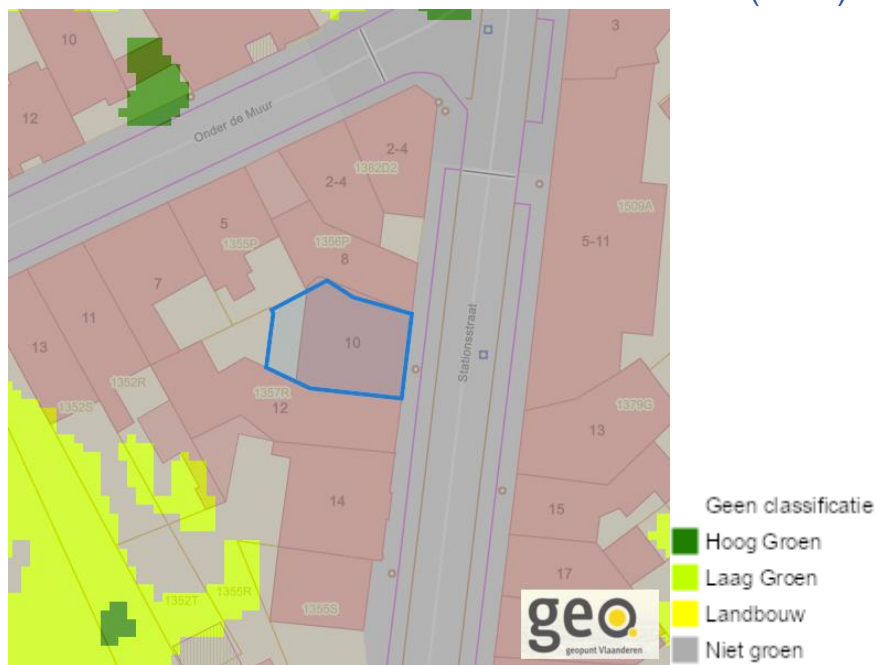 3
10
12
Onder de Muur
2-4
1382D2
2-4
5
1355P
1356P
1509A
5-11
8
7
11
10
13
Stationsstraat
1352R
1352S
1357R
12
1379G
13
14
15
17
1352T
1355R
1355S
geo.
geopunt Vlaanderen
Geen classificatie
Hoog Groen
Laag Groen
Landbouw
Niet groen